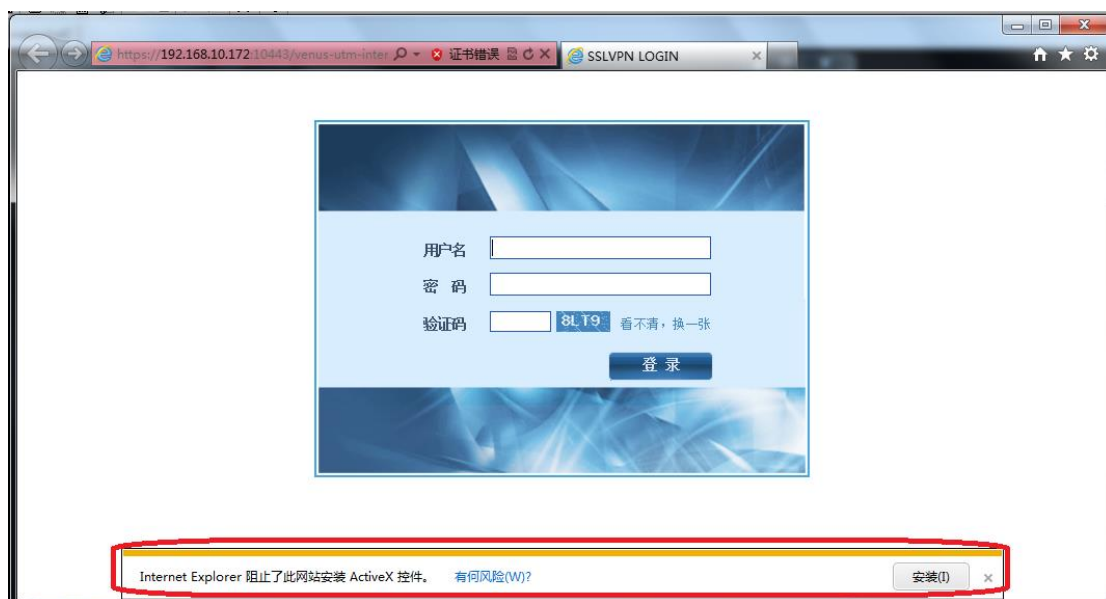 https://192.168.10.172:10443/venus-utm-inter 证书错误 SSLVPN LOGIN
用户名
密 码
验证码 8LT9 看不清，换一张
登 录
Internet Explorer 阻止了此网站安装 ActiveX 控件。 有何风险(W)? 安装(I)